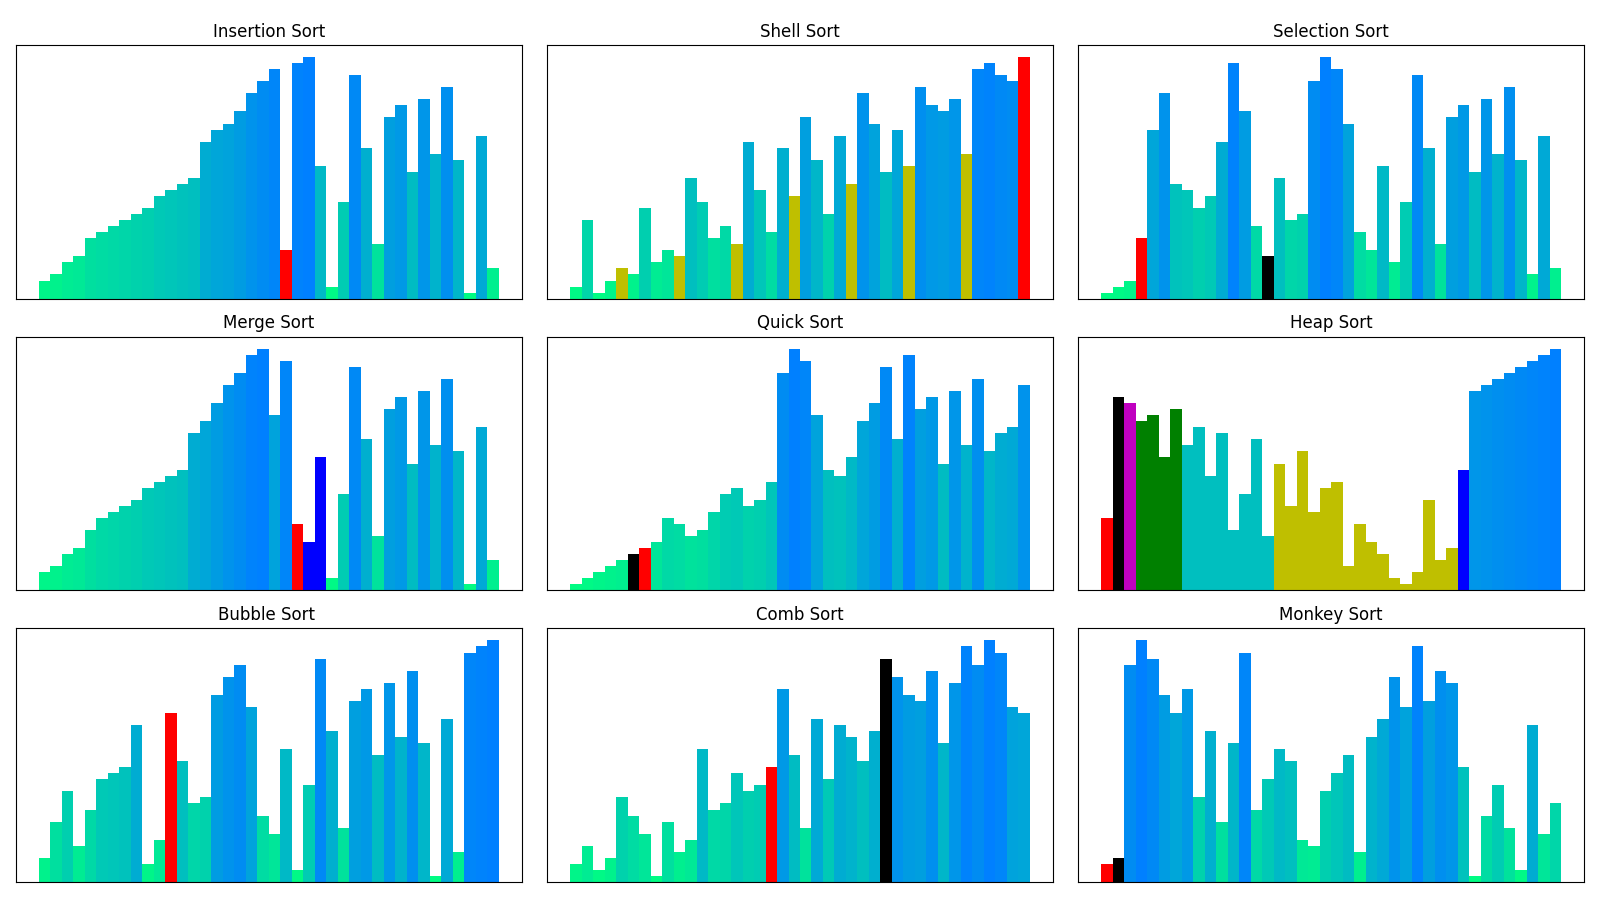 Insertion Sort
Shell Sort
Selection Sort
Merge Sort
Quick Sort
Heap Sort
Bubble Sort
Comb Sort
Monkey Sort